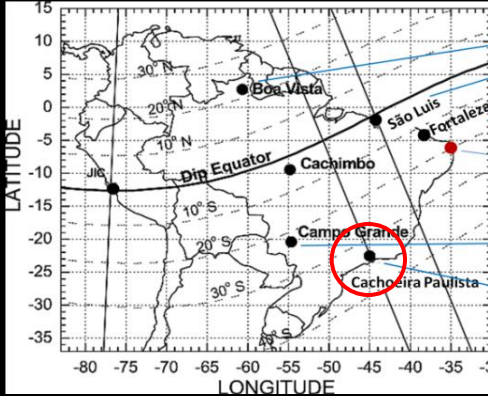 15
10
5
0
-5
-10
-15
-20
-25
-30
-35
LATITUDE
30° N
20° N
10° N
Boa Vista
São Luis
Fortaleza
Dip Equator
JIC
Cachimbo
10° S
Campo Grande
20° S
Cachoeira Paulista
30° S
40° S
-80 -75 -70 -65 -60 -55 -50 -45 -40 -35 -3
LONGITUDE